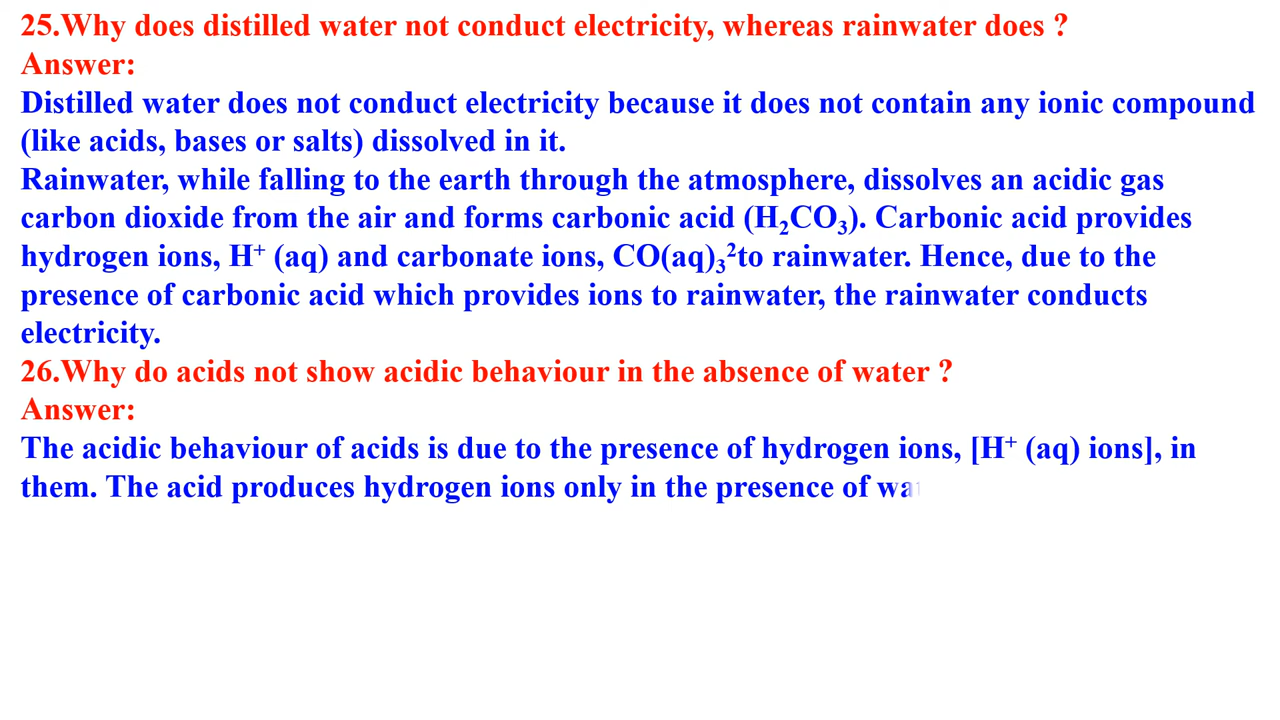 25.Why does distilled water not conduct electricity, whereas rainwater does ?
Answer:
Distilled water does not conduct electricity because it does not contain any ionic compound
(like acids, bases or salts) dissolved in it.
Rainwater, while falling to the earth through the atmosphere, dissolves an acidic gas
carbon dioxide from the air and forms carbonic acid (H₂CO₃). Carbonic acid provides
hydrogen ions, H⁺ (aq) and carbonate ions, CO(aq)₃²to rainwater. Hence, due to the
presence of carbonic acid which provides ions to rainwater, the rainwater conducts
electricity.
26.Why do acids not show acidic behaviour in the absence of water ?
Answer:
The acidic behaviour of acids is due to the presence of hydrogen ions, [H⁺ (aq) ions], in
them. The acid produces hydrogen ions only in the presence of